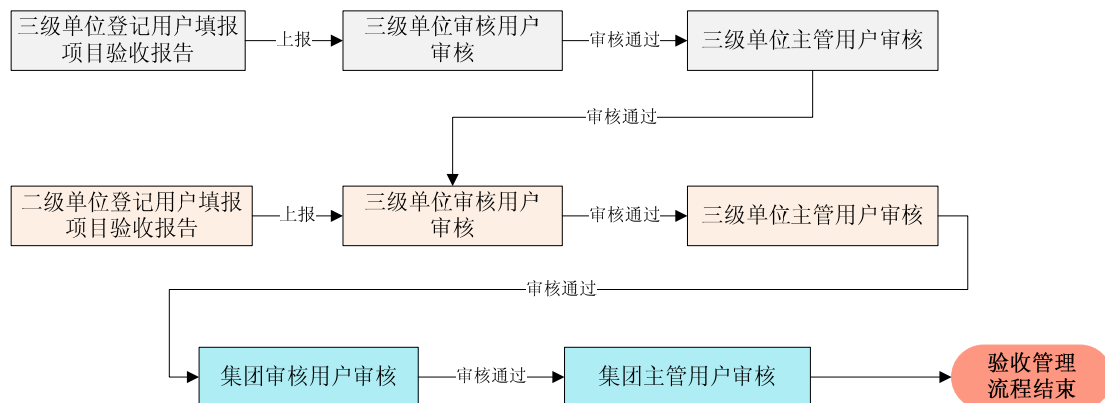 三级单位登记用户填报
项目验收报告
上报
三级单位审核用户
审核
审核通过
三级单位主管用户审核
审核通过
二级单位登记用户填报
项目验收报告
上报
三级单位审核用户
审核
审核通过
三级单位主管用户审核
审核通过
集团审核用户审核
审核通过
集团主管用户审核
验收管理
流程结束